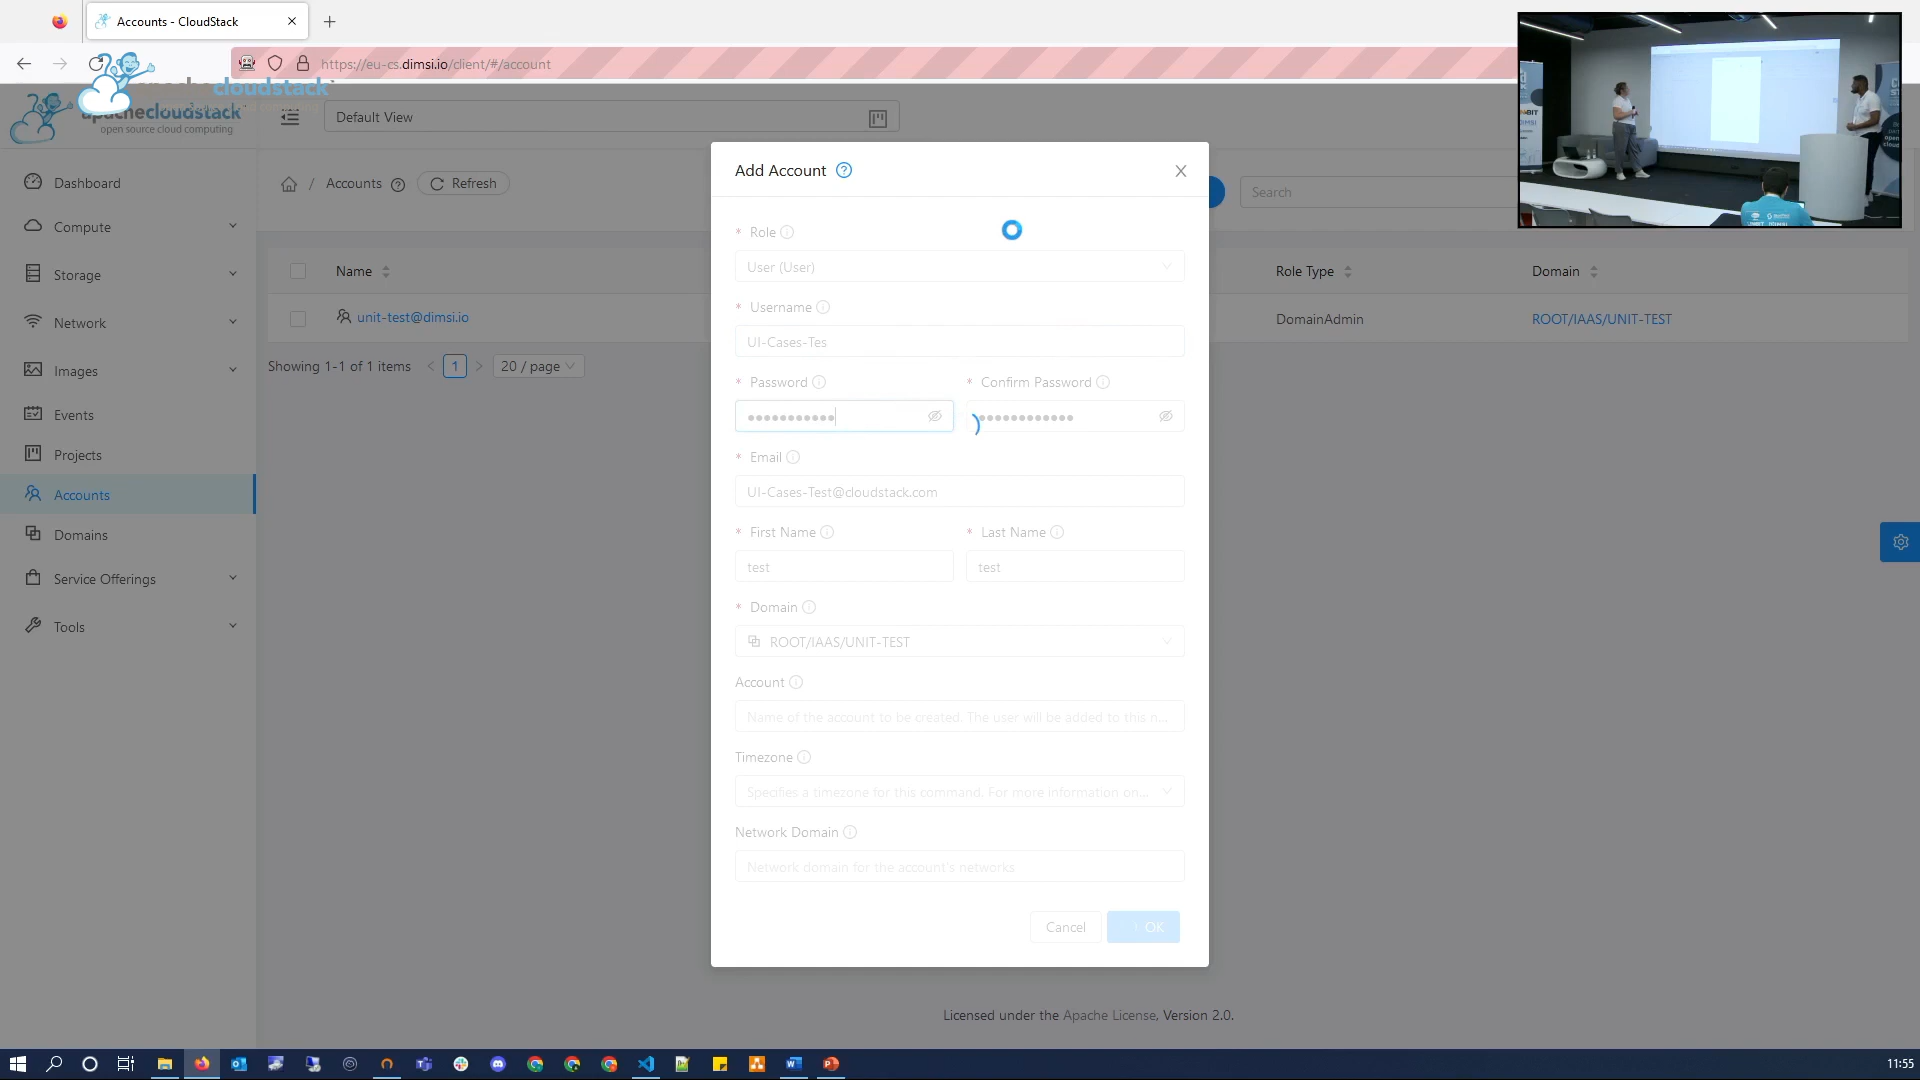 Accounts - CloudStack
https://eu-cs.dimsi.io/client/#/account
cloudstack
apachecloudstack
open source cloud computing
Default View
Dashboard
Compute
Storage
Network
Images
Events
Projects
Accounts
Domains
Service Offerings
Tools
/ Accounts
Refresh
Search
Name
Role Type
Domain
unit-test@dimsi.io
DomainAdmin
ROOT/IAAS/UNIT-TEST
Showing 1-1 of 1 items
1
20 / page
Add Account
* Role
User (User)
* Username
UI-Cases-Tes
* Password
* Confirm Password
* Email
UI-Cases-Test@cloudstack.com
* First Name
* Last Name
test
test
* Domain
ROOT/IAAS/UNIT-TEST
Account
Name of the account to be created. The user will be added to this n...
Timezone
Specifies a timezone for this command. For more information on...
Network Domain
Network domain for the account's networks
Cancel
OK
Licensed under the Apache License, Version 2.0.
11:55